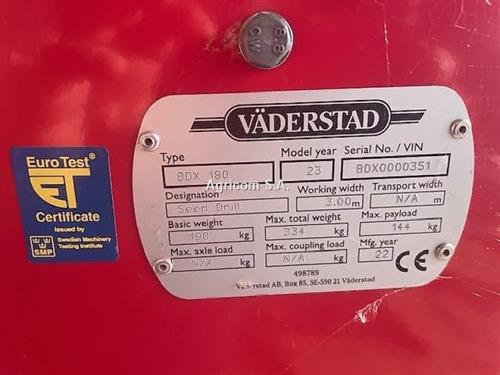 8.8
CW
VÄDERSTAD
Type Model year Serial No. / VIN
BDX 180 23 BDX0000351
Agricom S.A.
Designation Working width Transport width
Seed Drill 3.00 m N/A m
Basic weight Max. total weight Max. payload
190 kg 334 kg 144 kg
Max. axle load Max. coupling load Mfg. year
N/A kg N/A kg 22 CE
498789
Väderstad AB, Box 85, SE-590 21 Väderstad
Euro Test®
ET
Certificate
Issued by
SMP Swedish Machinery
Testing Institute